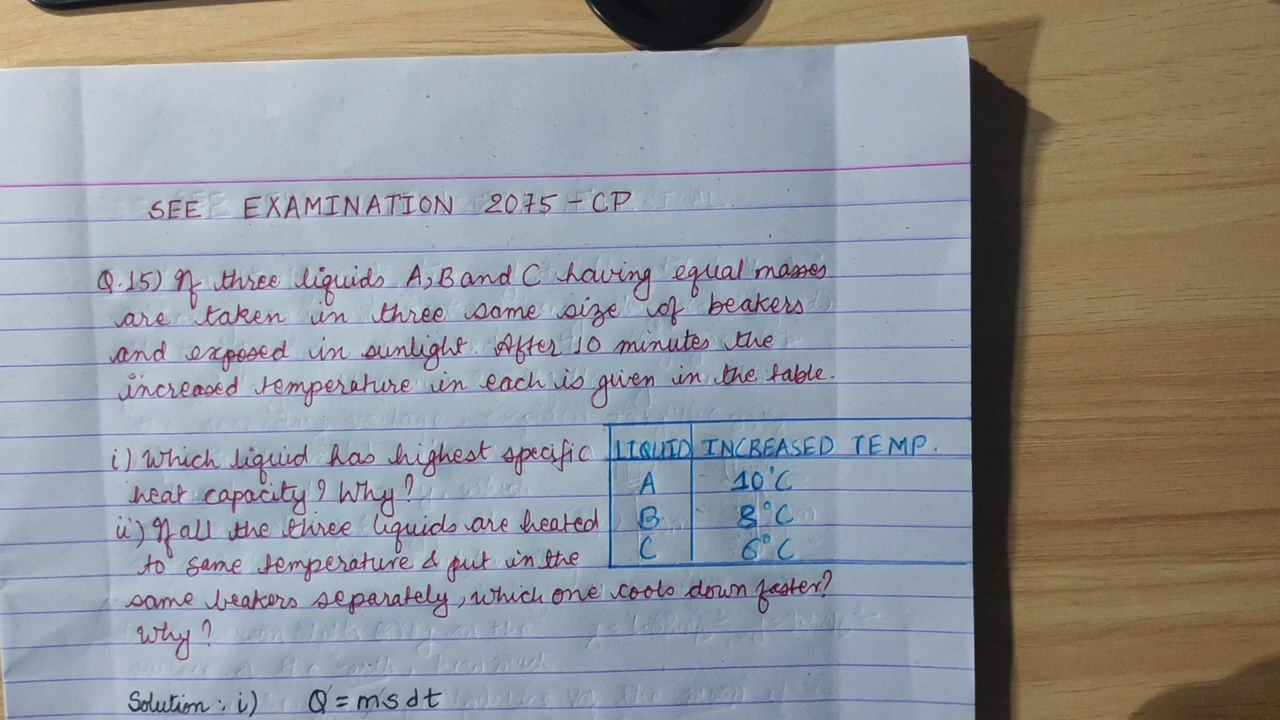 SEE EXAMINATION 2075 - CP
Q.15) If three liquids A, B and C having equal masses
are taken in three same size of beakers
and exposed in sunlight. After 10 minutes the
increased temperature in each is given in the table.
i) Which liquid has highest specific
heat capacity? Why?
ii) If all the three liquids are heated
to same temperature & put in the
same beakers separately, which one cools down faster?
Why?
LIQUID INCREASED TEMP.
A 10°C
B 8°C
C 6°C
Solution: i) Q = msdt